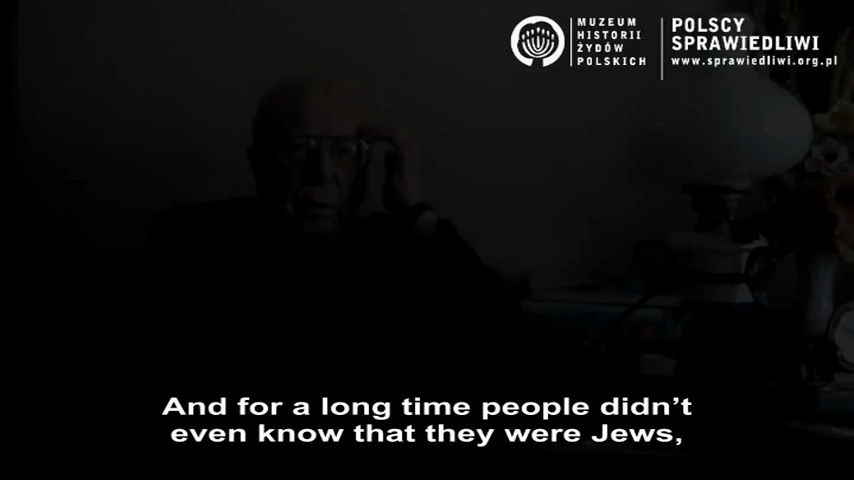 MUZEUM
HISTORII
ŻYDÓW
POLSKICH
POLSCY
SPRAWIEDLIWI
www.sprawiedliwi.org.pl
And for a long time people didn't
even know that they were Jews,